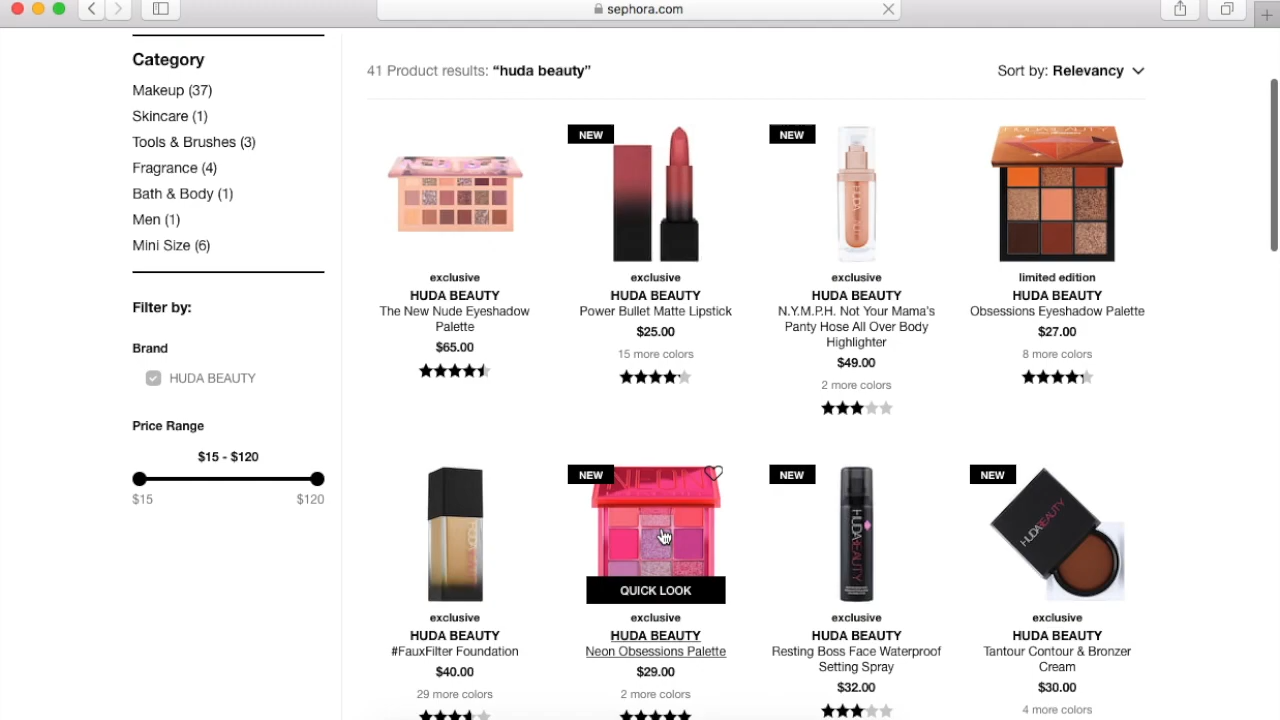 sephora.com
Category
Makeup (37)
Skincare (1)
Tools & Brushes (3)
Fragrance (4)
Bath & Body (1)
Men (1)
Mini Size (6)
Filter by:
Brand
HUDA BEAUTY
Price Range
$15 - $120
$15 $120
41 Product results: “huda beauty”
Sort by: Relevancy
exclusive
HUDA BEAUTY
The New Nude Eyeshadow
Palette
$65.00
NEW
exclusive
HUDA BEAUTY
Power Bullet Matte Lipstick
$25.00
15 more colors
NEW
exclusive
HUDA BEAUTY
N.Y.M.P.H. Not Your Mama’s
Panty Hose All Over Body
Highlighter
$49.00
2 more colors
HUDABEAUTY
limited edition
HUDA BEAUTY
Obsessions Eyeshadow Palette
$27.00
8 more colors
exclusive
HUDA BEAUTY
#FauxFilter Foundation
$40.00
29 more colors
NEW
NEON
QUICK LOOK
exclusive
HUDA BEAUTY
Neon Obsessions Palette
$29.00
2 more colors
NEW
HUDABEAUTY
exclusive
HUDA BEAUTY
Resting Boss Face Waterproof
Setting Spray
$32.00
NEW
HUDABEAUTY
exclusive
HUDA BEAUTY
Tantour Contour & Bronzer
Cream
$30.00
4 more colors